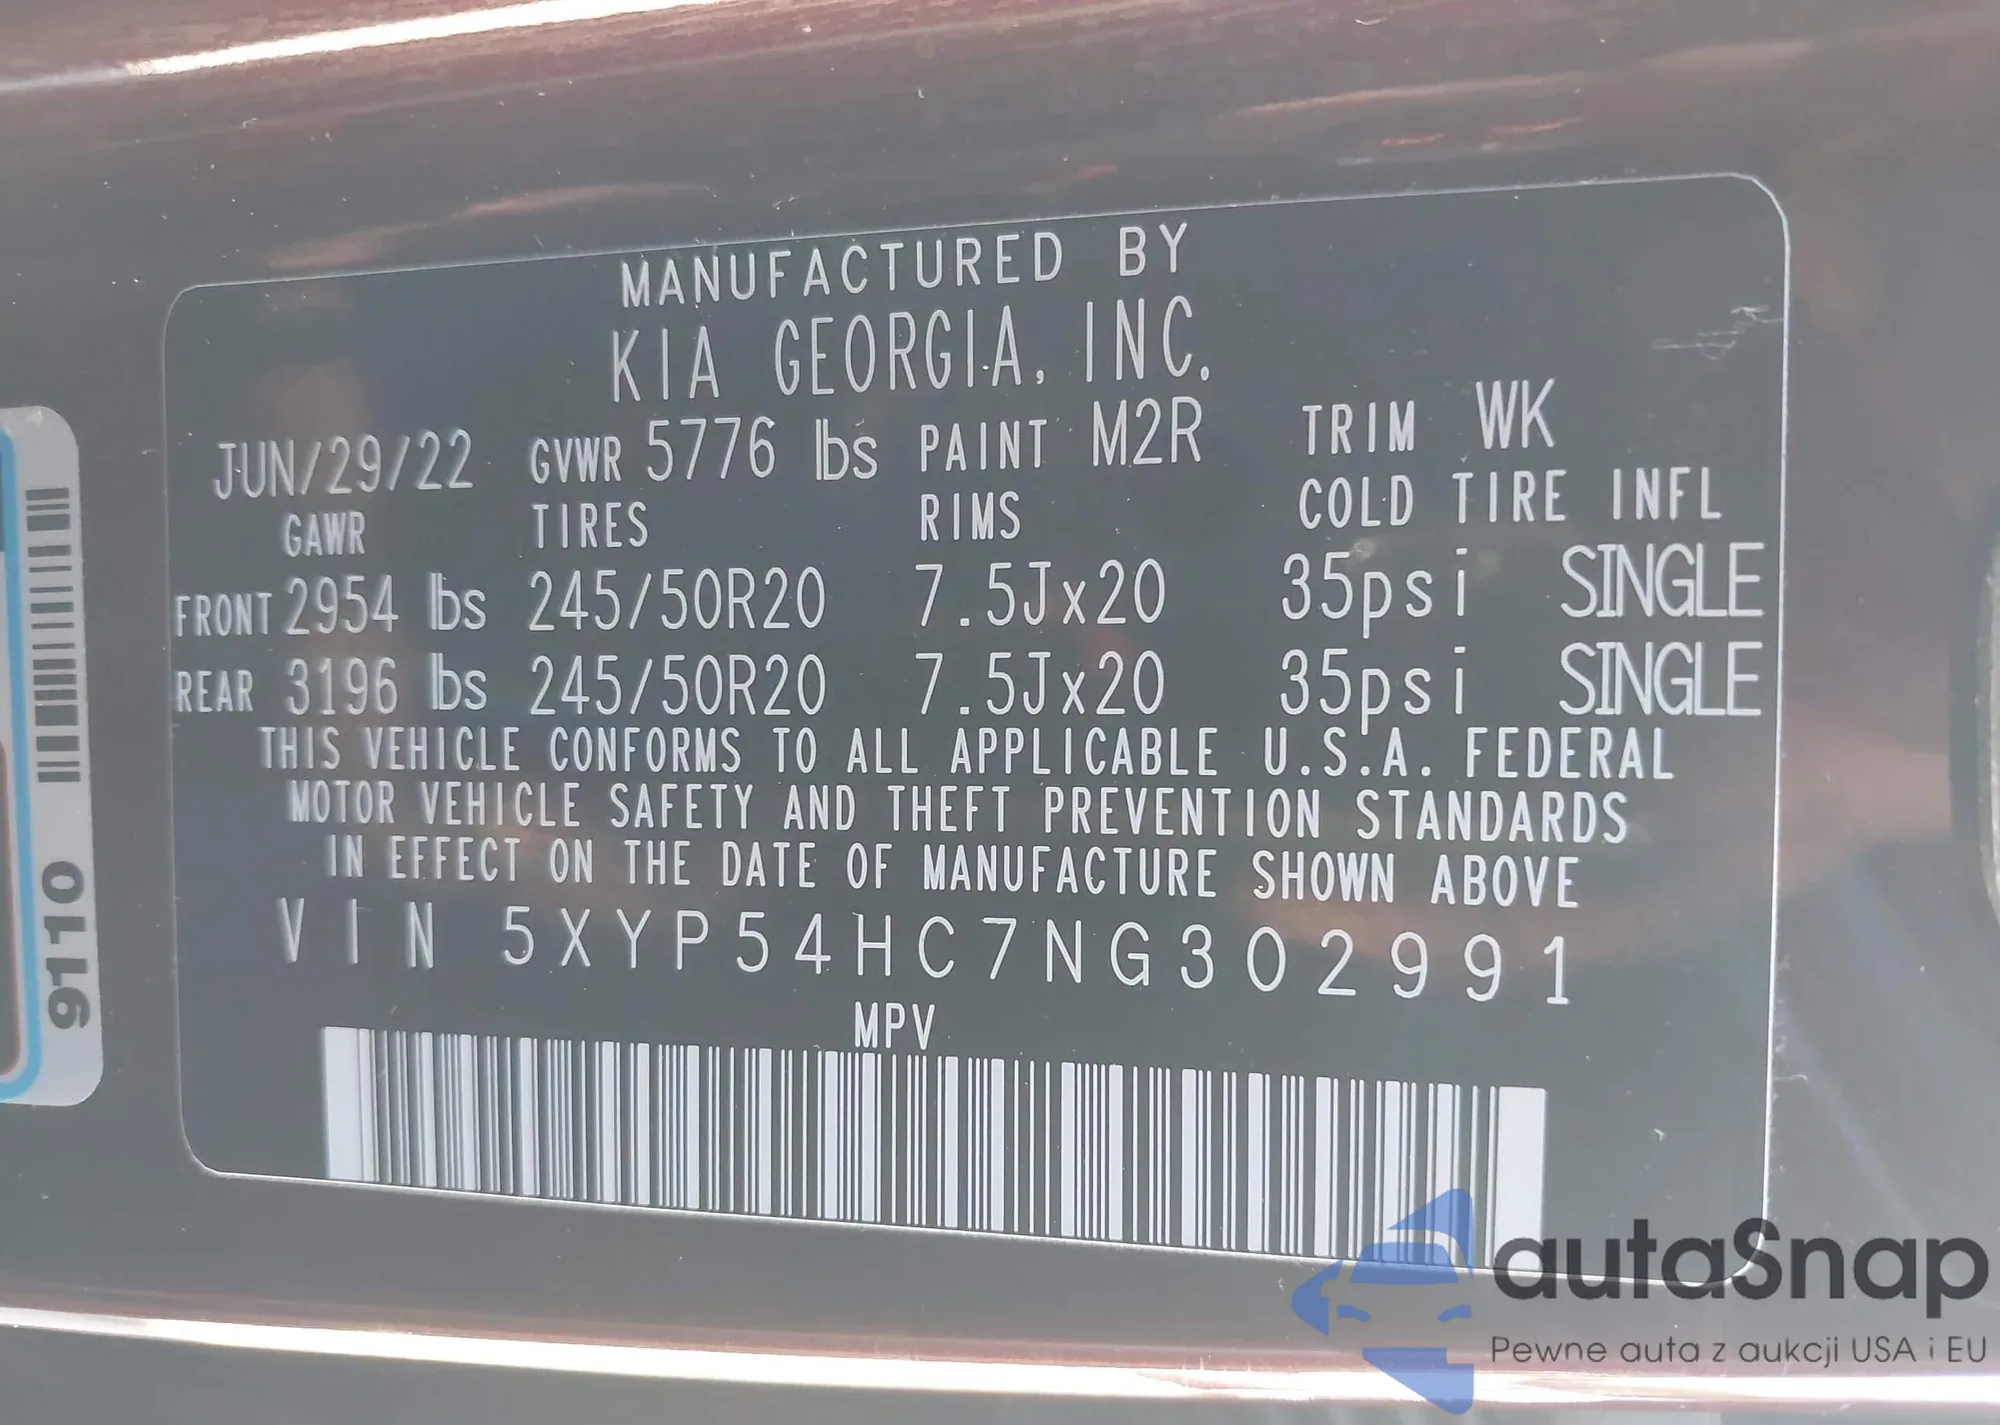 MANUFACTURED BY
KIA GEORGIA, INC.
JUN/29/22 GVWR 5776 lbs PAINT M2R TRIM WK
GAWR TIRES RIMS COLD TIRE INFL
FRONT 2954 lbs 245/50R20 7.5Jx20 35psi SINGLE
REAR 3196 lbs 245/50R20 7.5Jx20 35psi SINGLE
THIS VEHICLE CONFORMS TO ALL APPLICABLE U.S.A. FEDERAL
MOTOR VEHICLE SAFETY AND THEFT PREVENTION STANDARDS
IN EFFECT ON THE DATE OF MANUFACTURE SHOWN ABOVE
VIN 5XYP54HC7NG302991
MPV
9110
autaSnap
Pewne auta z aukcji USA i EU